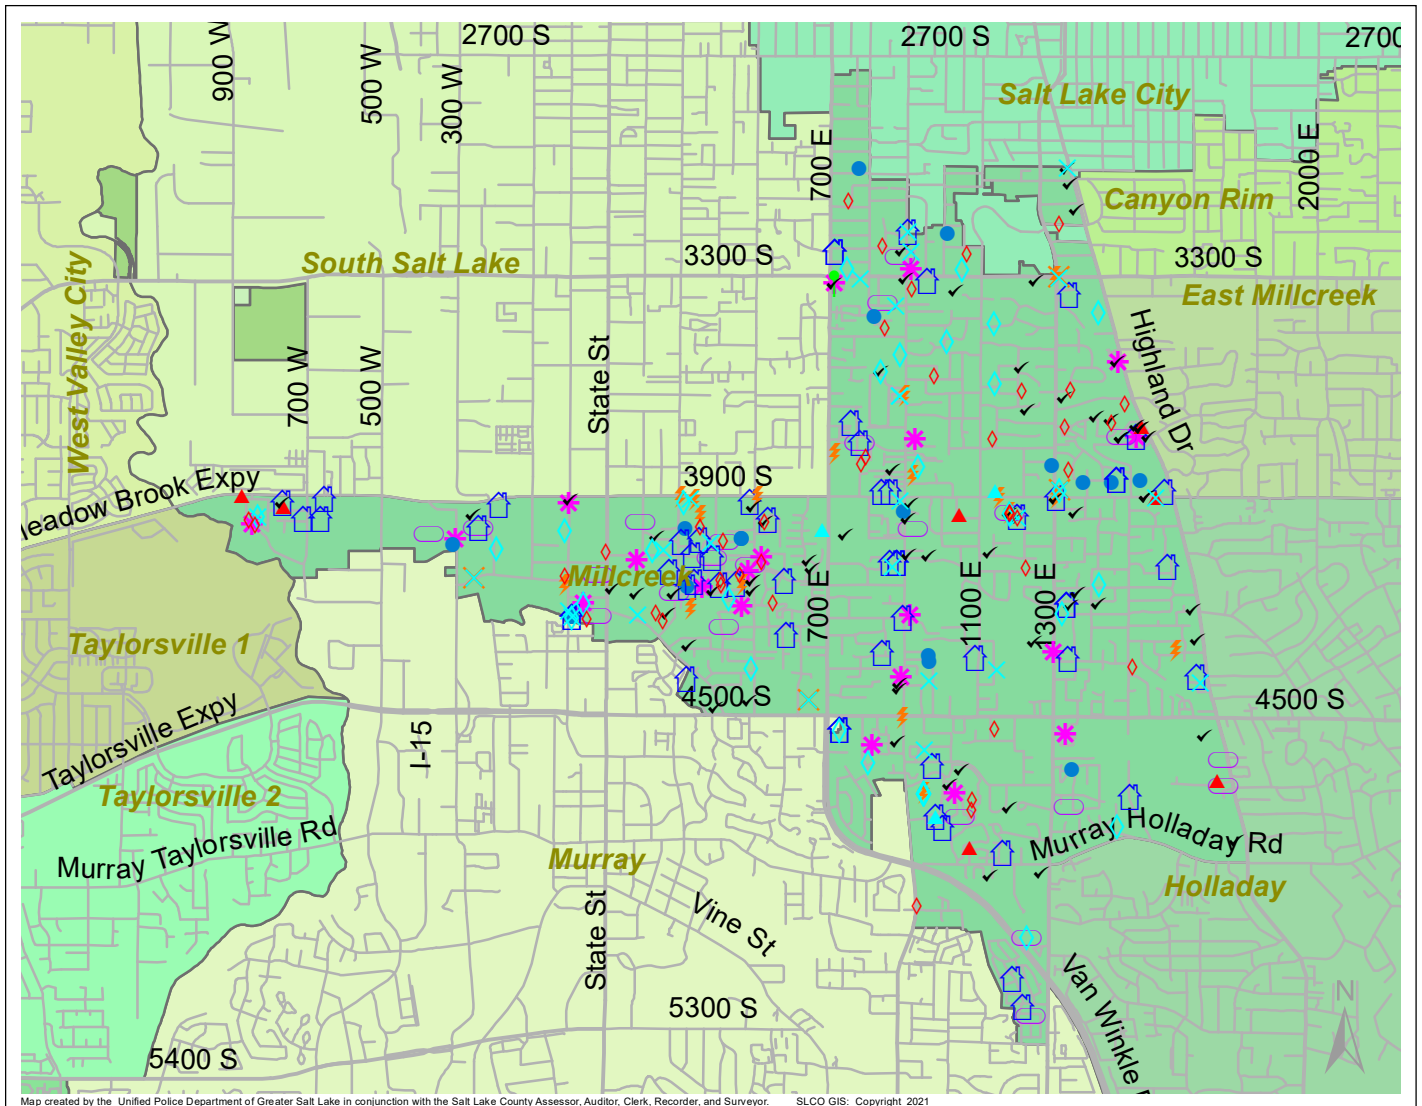 2700 S
2700 S
2700
900 W
500 W
300 W
Salt Lake City
700 E
2000 E
Canyon Rim
South Salt Lake
3300 S
3300 S
West Valley City
East Millcreek
Highland Dr
700 W
500 W
State St
3900 S
Meadow Brook Expy
Millcreek
700 E
1100 E
1300 E
Taylorsville 1
4500 S
4500 S
Taylorsville Expy
I-15
Taylorsville 2
Murray Taylorsville Rd
Murray Holladay Rd
Murray
Holladay
State St
Vine St
Van Winkle
5300 S
N
5400 S
Map created by the Unified Police Department of Greater Salt Lake in conjunction with the Salt Lake County Assessor, Auditor, Clerk, Recorder, and Surveyor. SLCO GIS: Copyright 2021